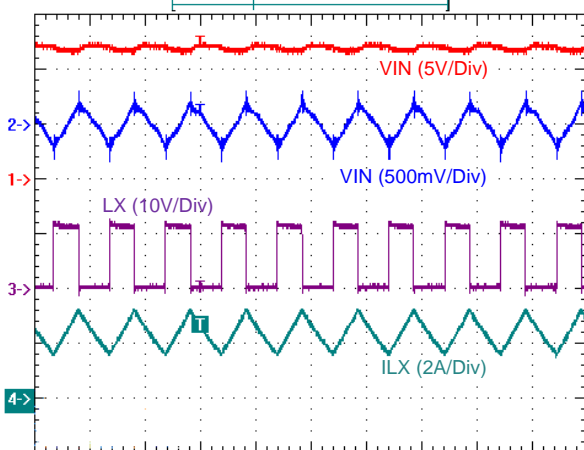 T
VIN (5V/Div)
2->
T
1->
VIN (500mV/Div)
LX (10V/Div)
3->
T
T
ILX (2A/Div)
4->